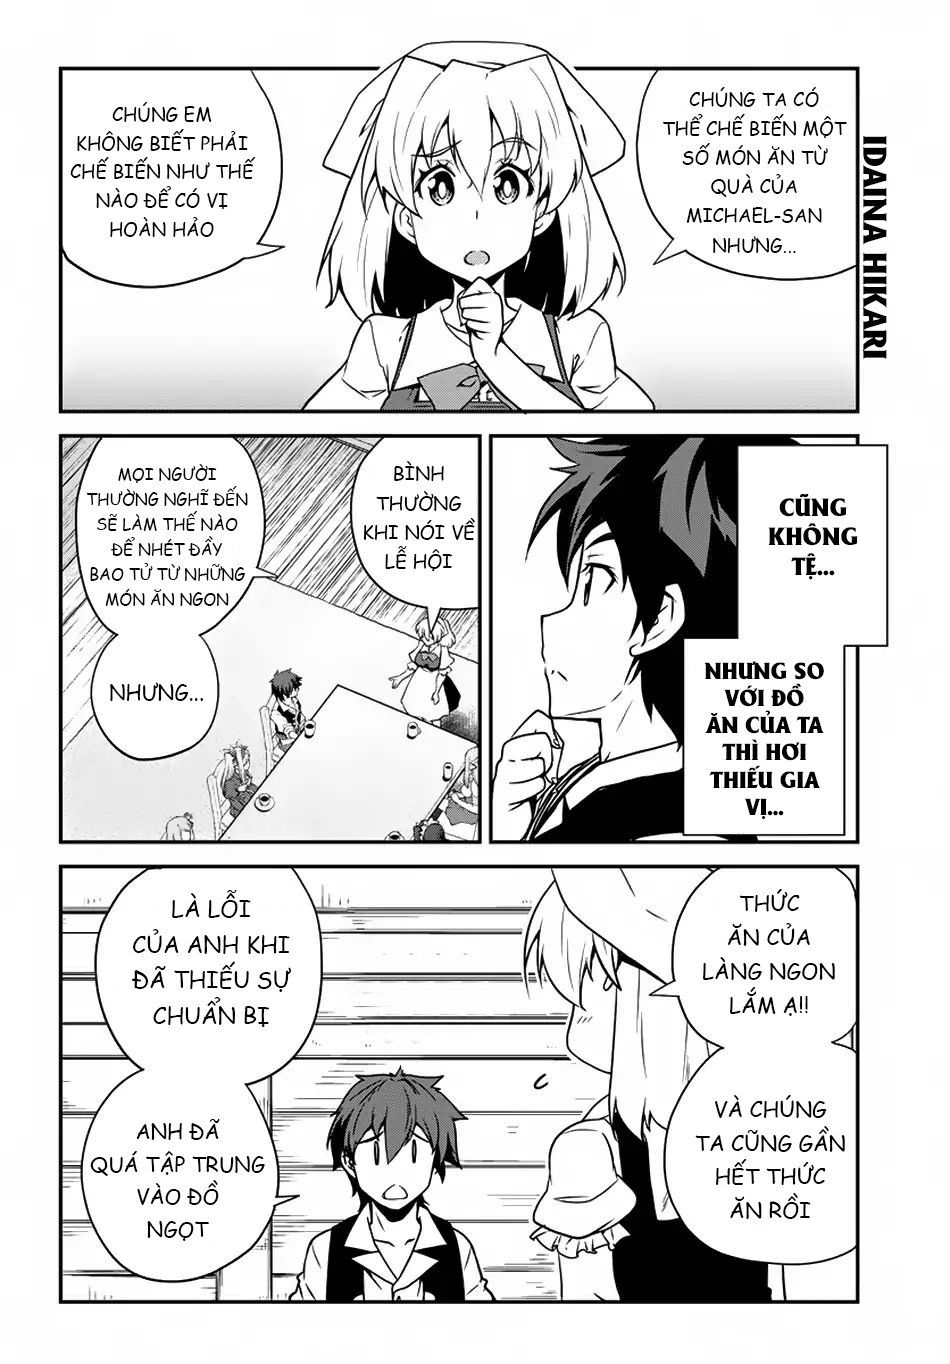 CHÚNG TA CÓ
THỂ CHẾ BIẾN MỘT
SỐ MÓN ĂN TỪ
QUÀ CỦA
MICHAEL-SAN
NHƯNG...
CHÚNG EM
KHÔNG BIẾT PHẢI
CHẾ BIẾN NHƯ THẾ
NÀO ĐỂ CÓ VỊ
HOÀN HẢO
IDAINA HIKARI
CŨNG
KHÔNG
TỆ...
NHƯNG SO
VỚI ĐỒ
ĂN CỦA TA
THÌ HƠI
THIẾU GIA
VỊ...
BÌNH
THƯỜNG
KHI NÓI VỀ
LỄ HỘI
MỌI NGƯỜI
THƯỜNG NGHĨ ĐẾN
SẼ LÀM THẾ NÀO
ĐỂ NHÉT ĐẦY
BAO TỬ TỪ NHỮNG
MÓN ĂN NGON
NHƯNG...
THỨC
ĂN CỦA
LÀNG NGON
LẮM Ạ!!
VÀ CHÚNG
TA CŨNG GẦN
HẾT THỨC
ĂN RỒI
LÀ LỖI
CỦA ANH KHI
ĐÃ THIẾU SỰ
CHUẨN BỊ
ANH ĐÃ
QUÁ TẬP TRUNG
VÀO ĐỒ
NGỌT